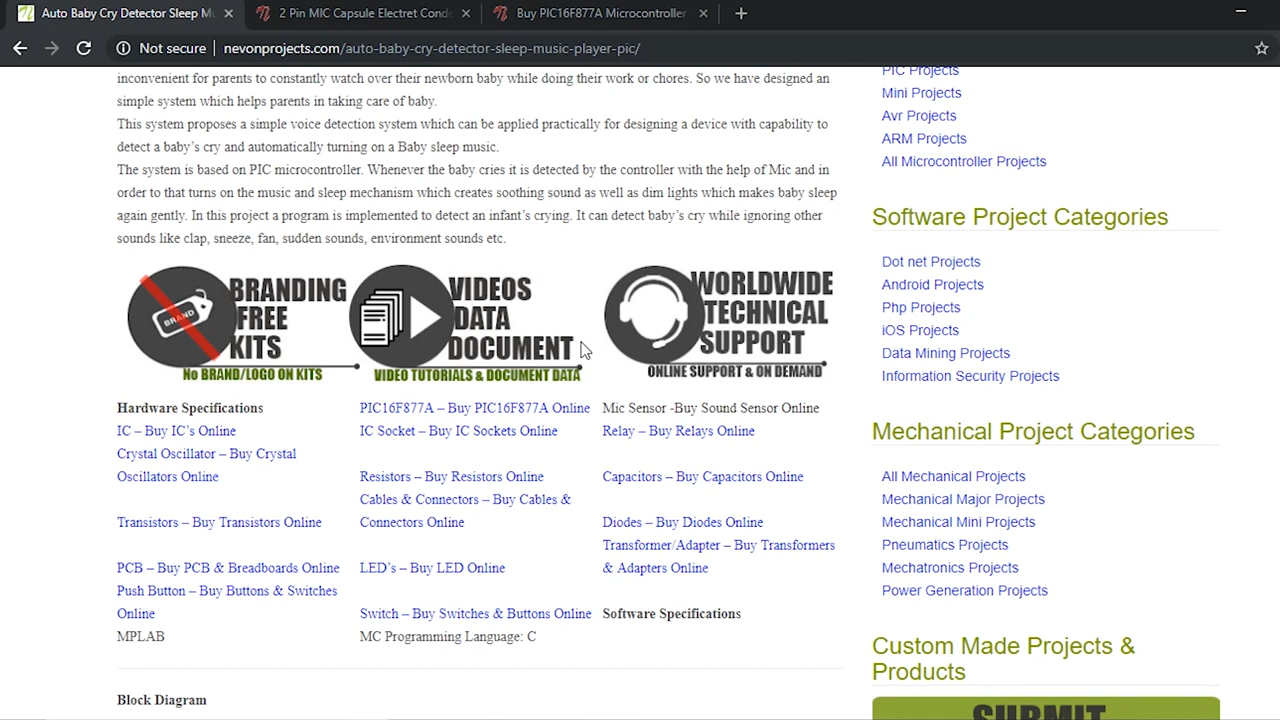 Auto Baby Cry Detector Sleep Mu
2 Pin MIC Capsule Electret Conde
Buy PIC16F877A Microcontroller
Not secure
nevonprojects.com/auto-baby-cry-detector-sleep-music-player-pic/
inconvenient for parents to constantly watch over their newborn baby while doing their work or chores. So we have designed an
simple system which helps parents in taking care of baby.
This system proposes a simple voice detection system which can be applied practically for designing a device with capability to
detect a baby's cry and automatically turning on a Baby sleep music.
The system is based on PIC microcontroller. Whenever the baby cries it is detected by the controller with the help of Mic and in
order to that turns on the music and sleep mechanism which creates soothing sound as well as dim lights which makes baby sleep
again gently. In this project a program is implemented to detect an infant's crying. It can detect baby's cry while ignoring other
sounds like clap, sneeze, fan, sudden sounds, environment sounds etc.
BRAND
BRANDING
FREE
KITS
No BRAND/LOGO ON KITS
VIDEOS
DATA
DOCUMENT
VIDEO TUTORIALS & DOCUMENT DATA
WORLDWIDE
TECHNICAL
SUPPORT
ONLINE SUPPORT & ON DEMAND
Hardware Specifications
PIC16F877A – Buy PIC16F877A Online
Mic Sensor -Buy Sound Sensor Online
IC – Buy IC's Online
IC Socket – Buy IC Sockets Online
Relay – Buy Relays Online
Crystal Oscillator – Buy Crystal
Oscillators Online
Resistors – Buy Resistors Online
Capacitors – Buy Capacitors Online
Transistors – Buy Transistors Online
Cables & Connectors – Buy Cables &
Connectors Online
Diodes – Buy Diodes Online
PCB – Buy PCB & Breadboards Online
LED's – Buy LED Online
Transformer/Adapter – Buy Transformers
& Adapters Online
Push Button – Buy Buttons & Switches
Online
Switch – Buy Switches & Buttons Online
Software Specifications
MPLAB
MC Programming Language: C
Block Diagram
PIC Projects
Mini Projects
Avr Projects
ARM Projects
All Microcontroller Projects
Software Project Categories
Dot net Projects
Android Projects
Php Projects
iOS Projects
Data Mining Projects
Information Security Projects
Mechanical Project Categories
All Mechanical Projects
Mechanical Major Projects
Mechanical Mini Projects
Pneumatics Projects
Mechatronics Projects
Power Generation Projects
Custom Made Projects &
Products
SUBMIT